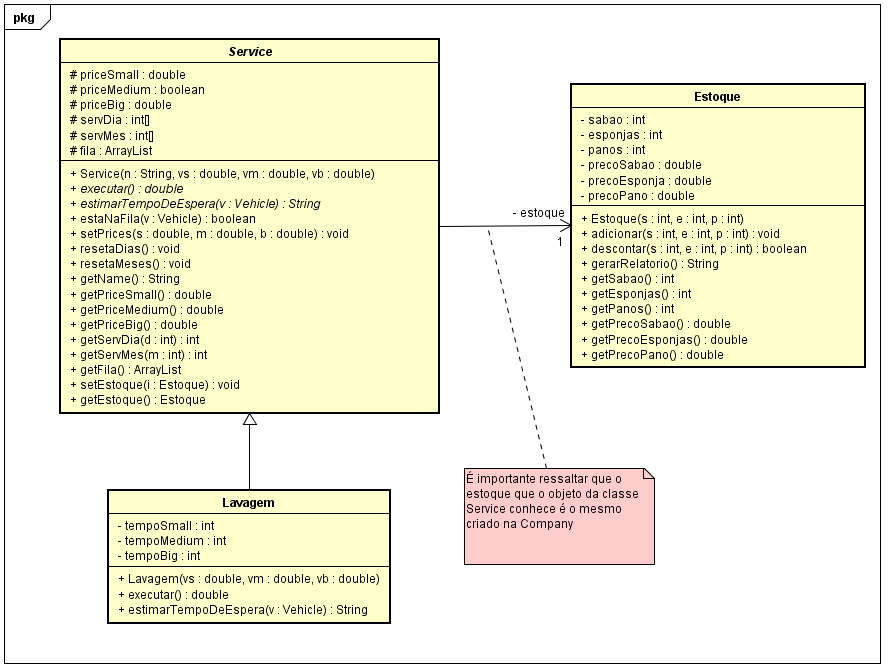 pkg
Service
# priceSmall : double
# priceMedium : boolean
# priceBig : double
# servDia : int[]
# servMes : int[]
# fila : ArrayList
+ Service(n : String, vs : double, vm : double, vb : double)
+ executar() : double
+ estimarTempoDeEspera(v : Vehicle) : String
+ estaNaFila(v : Vehicle) : boolean
+ setPrices(s : double, m : double, b : double) : void
+ resetaDias() : void
+ resetaMeses() : void
+ getName() : String
+ getPriceSmall() : double
+ getPriceMedium() : double
+ getPriceBig() : double
+ getServDia(d : int) : int
+ getServMes(m : int) : int
+ getFila() : ArrayList
+ setEstoque(i : Estoque) : void
+ getEstoque() : Estoque
- estoque
1
Estoque
- sabao : int
- esponjas : int
- panos : int
- precoSabao : double
- precoEsponja : double
- precoPano : double
+ Estoque(s : int, e : int, p : int)
+ adicionar(s : int, e : int, p : int) : void
+ descontar(s : int, e : int, p : int) : boolean
+ gerarRelatorio() : String
+ getSabao() : int
+ getEsponjas() : int
+ getPanos() : int
+ getPrecoSabao() : double
+ getPrecoEsponjas() : double
+ getPrecoPano() : double
Lavagem
- tempoSmall : int
- tempoMedium : int
- tempoBig : int
+ Lavagem(vs : double, vm : double, vb : double)
+ executar() : double
+ estimarTempoDeEspera(v : Vehicle) : String
É importante ressaltar que o
estoque que o objeto da classe
Service conhece é o mesmo
criado na Company